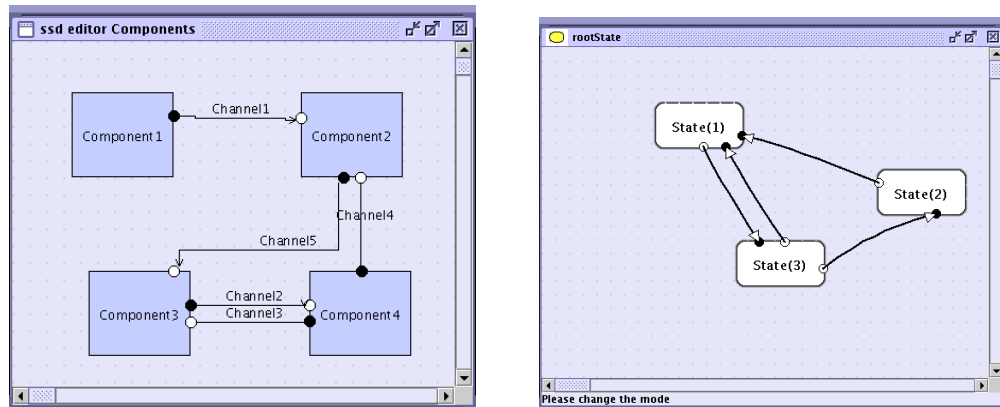 ssd editor Components
Channel1
Component1
Component2
Channel4
Channel5
Channel2
Component3
Channel3
Component4
rootState
State(1)
State(2)
State(3)
Please change the mode